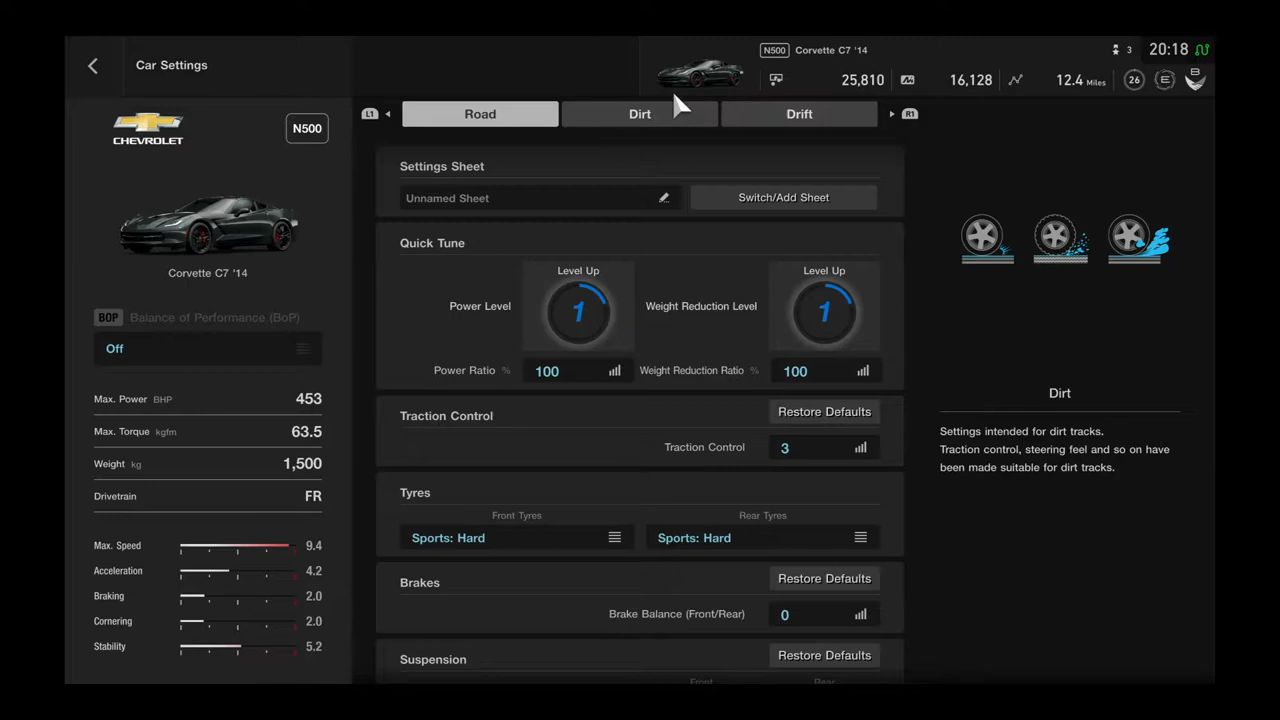 Car Settings
N500 Corvette C7 '14
3 20:18
25,810 16,128 12.4 Miles 26 E B
CHEVROLET
N500
L1 Road Dirt Drift R1
Settings Sheet
Unnamed Sheet Switch/Add Sheet
Corvette C7 '14
Quick Tune
Level Up Level Up
Power Level 1 Weight Reduction Level 1
Power Ratio % 100 Weight Reduction Ratio % 100
BOP Balance of Performance (BoP)
Off
Max. Power BHP 453
Max. Torque kgfm 63.5
Weight kg 1,500
Drivetrain FR
Max. Speed 9.4
Acceleration 4.2
Braking 2.0
Cornering 2.0
Stability 5.2
Traction Control Restore Defaults
Traction Control 3
Tyres
Front Tyres Rear Tyres
Sports: Hard Sports: Hard
Brakes Restore Defaults
Brake Balance (Front/Rear) 0
Suspension Restore Defaults
Front Rear
Dirt
Settings intended for dirt tracks.
Traction control, steering feel and so on have
been made suitable for dirt tracks.